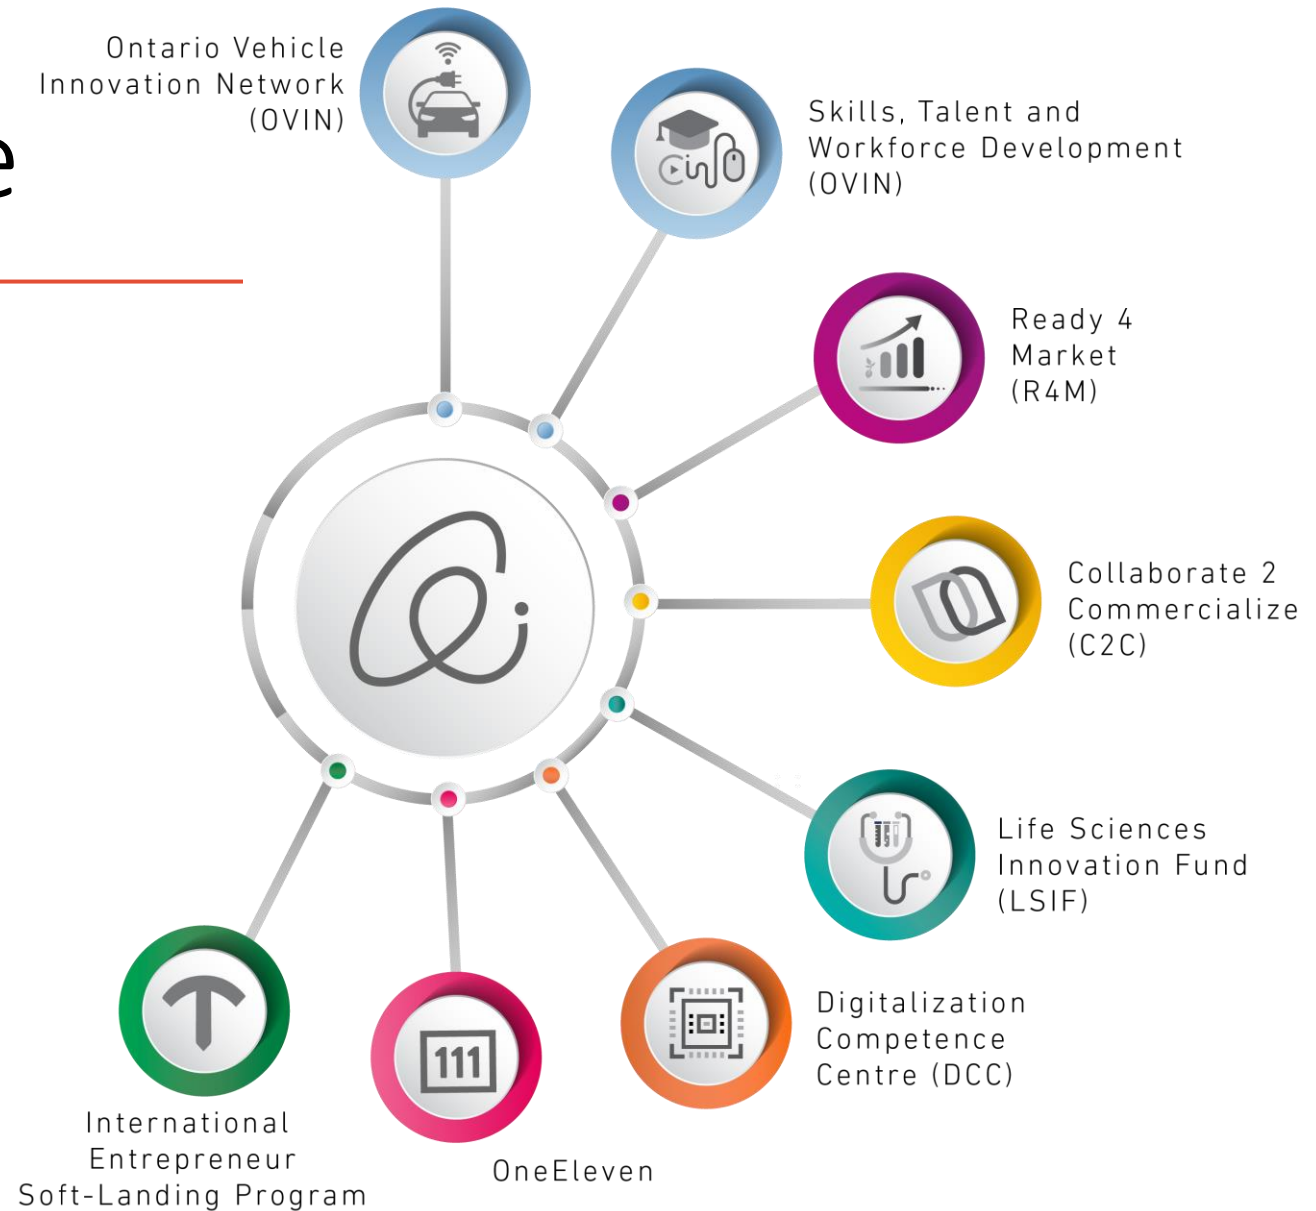 e
Ontario Vehicle
Innovation Network
(OVIN)
Skills, Talent and
Workforce Development
(OVIN)
Ready 4
Market
(R4M)
Collaborate 2
Commercialize
(C2C)
Life Sciences
Innovation Fund
(LSIF)
Digitalization
Competence
Centre (DCC)
111
OneEleven
International
Entrepreneur
Soft-Landing Program